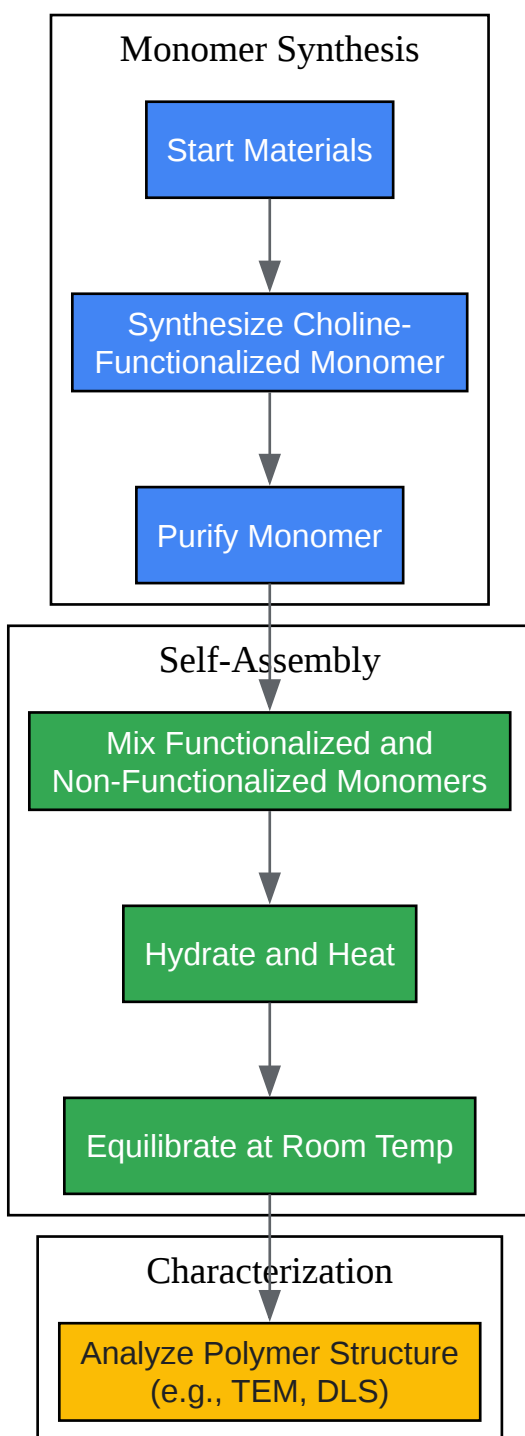 Monomer Synthesis
Start Materials
Synthesize Choline-
Functionalized Monomer
Purify Monomer
Self-Assembly
Mix Functionalized and
Non-Functionalized Monomers
Hydrate and Heat
Equilibrate at Room Temp
Characterization
Analyze Polymer Structure
(e.g., TEM, DLS)